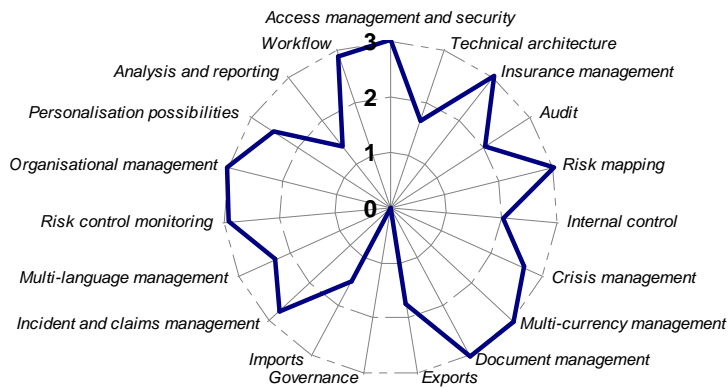 Access management and security
Workflow
3
Technical architecture
Analysis and reporting
Insurance management
Personalisation possibilities
2
Audit
Organisational management
1
Risk mapping
Risk control monitoring
0
Internal control
Multi-language management
Crisis management
Incident and claims management
Multi-currency management
Imports
Document management
Governance
Exports